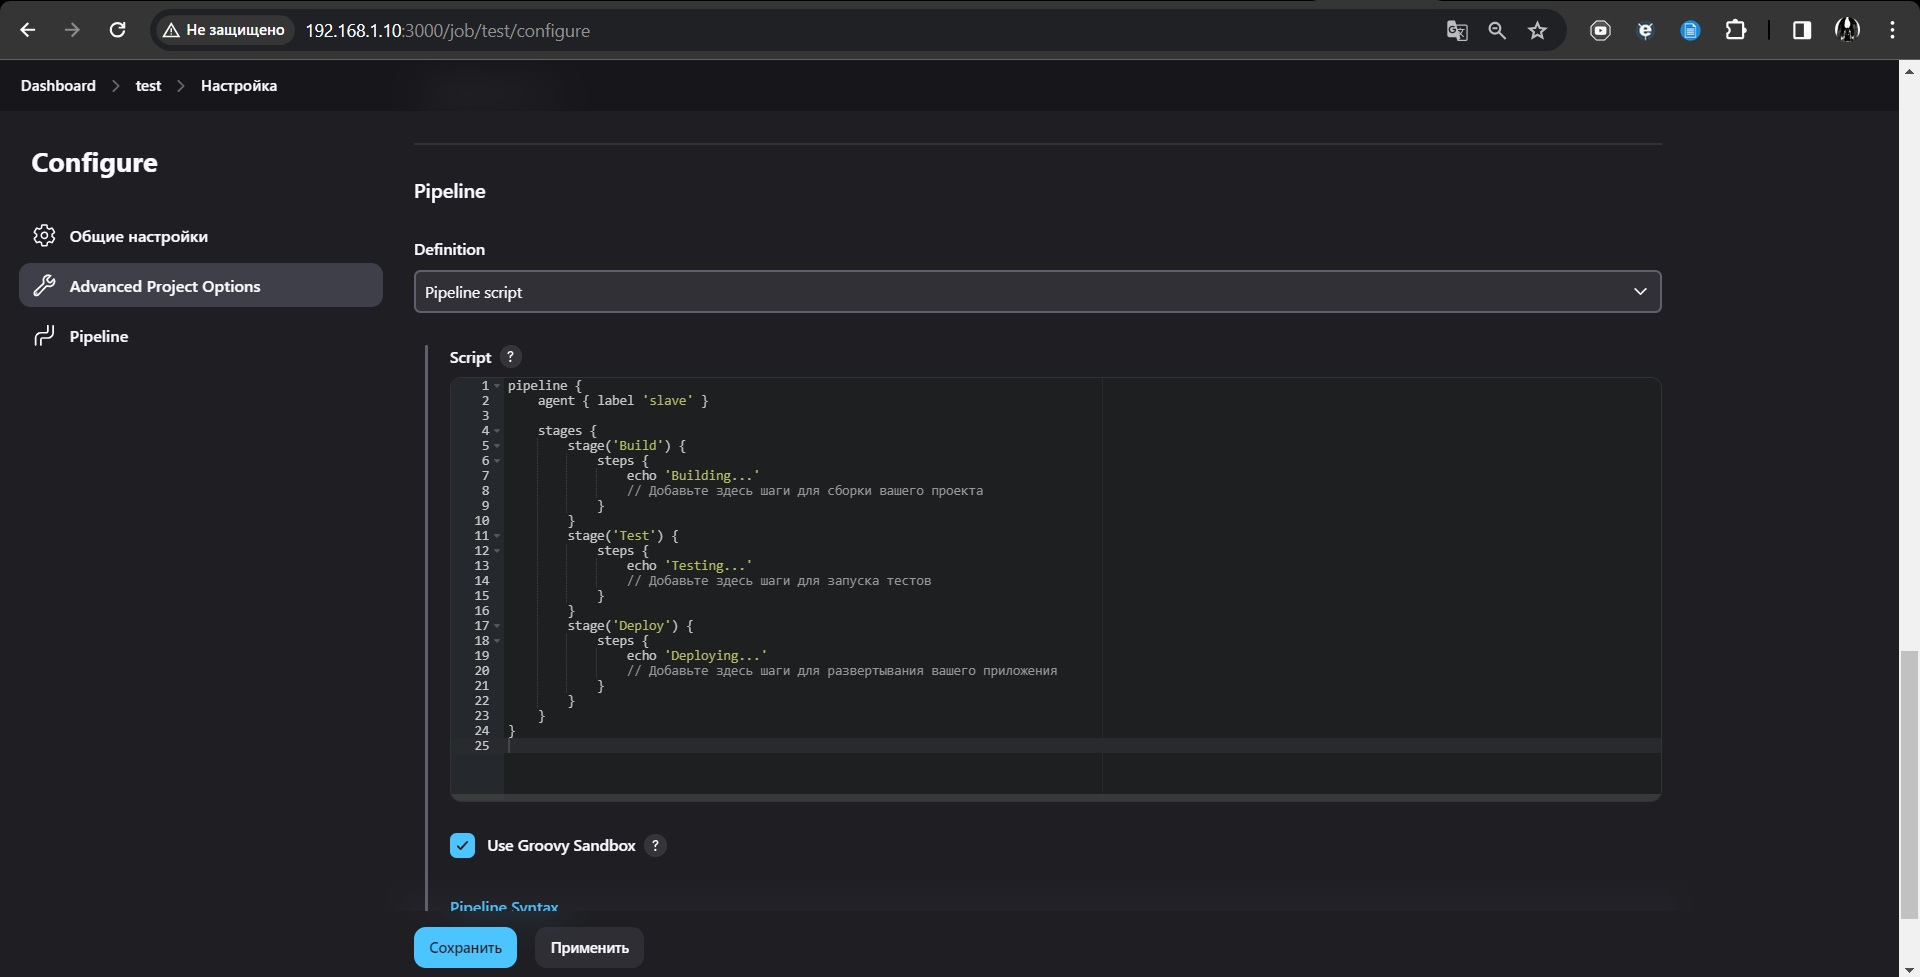 Не защищено
192.168.1.10:3000/job/test/configure
Dashboard > test > Настройка
Configure
Общие настройки
Advanced Project Options
Pipeline
Pipeline
Definition
Pipeline script
Script ?
1 pipeline {
2     agent { label 'slave' }
3
4     stages {
5         stage('Build') {
6             steps {
7                 echo 'Building...'
8                 // Добавьте здесь шаги для сборки вашего проекта
9             }
10         }
11         stage('Test') {
12             steps {
13                 echo 'Testing...'
14                 // Добавьте здесь шаги для запуска тестов
15             }
16         }
17         stage('Deploy') {
18             steps {
19                 echo 'Deploying...'
20                 // Добавьте здесь шаги для развертывания вашего приложения
21             }
22         }
23     }
24 }
25
Use Groovy Sandbox ?
Pipeline Syntax
Сохранить
Применить